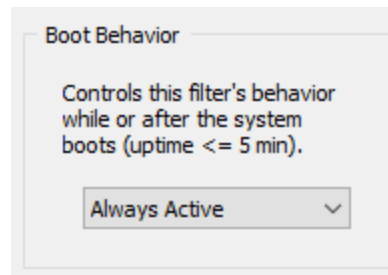 Boot Behavior
Controls this filter's behavior
while or after the system
boots (uptime <= 5 min).
Always Active